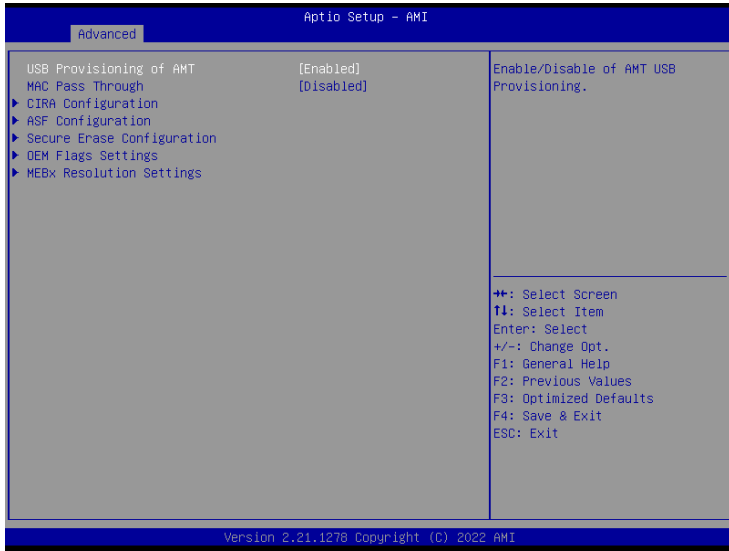 Aptio Setup - AMI
Advanced
USB Provisioning of AMT [Enabled]
MAC Pass Through [Disabled]
CIRA Configuration
ASF Configuration
Secure Erase Configuration
OEM Flags Settings
MEBx Resolution Settings
Enable/Disable of AMT USB
Provisioning.
→←: Select Screen
↑↓: Select Item
Enter: Select
+/-: Change Opt.
F1: General Help
F2: Previous Values
F3: Optimized Defaults
F4: Save & Exit
ESC: Exit
Version 2.21.1278 Copyright (C) 2022 AMI